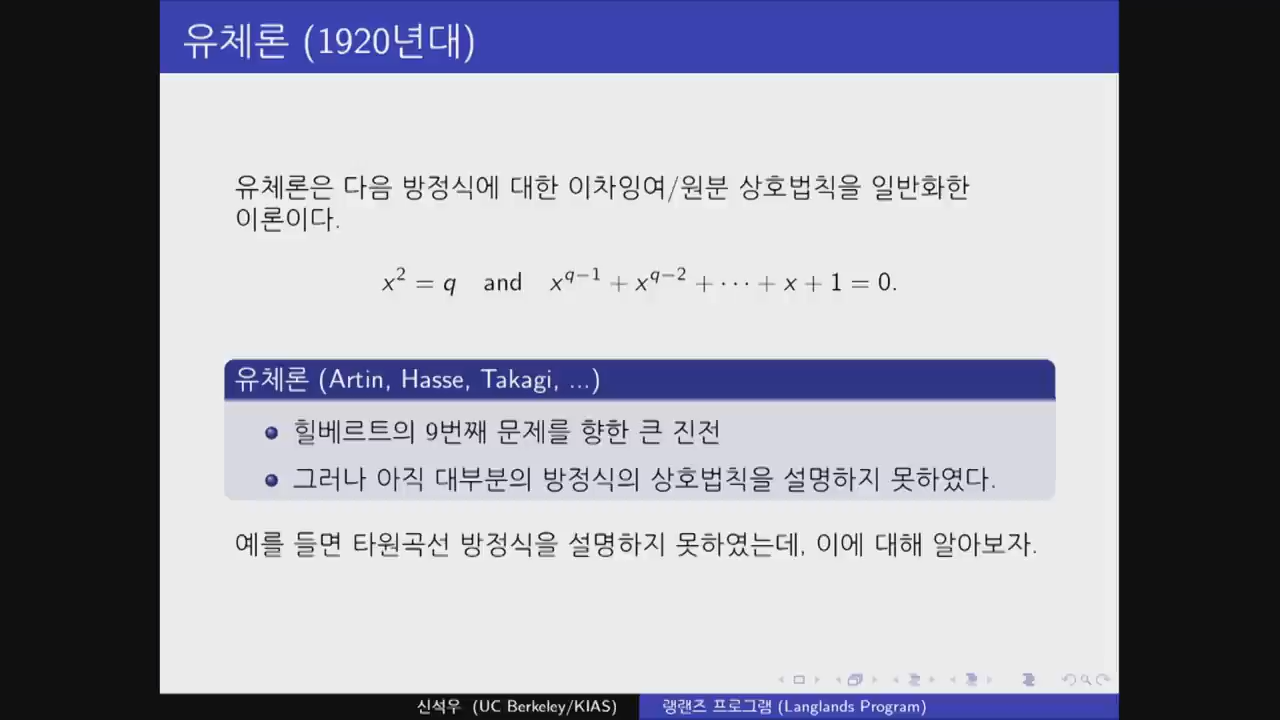 유체론 (1920년대)
유체론은 다음 방정식에 대한 이차잉여/원분 상호법칙을 일반화한
이론이다.
x² = q and x^{q−1} + x^{q−2} + ··· + x + 1 = 0.
유체론 (Artin, Hasse, Takagi, ...)
힐베르트의 9번째 문제를 향한 큰 진전
그러나 아직 대부분의 방정식의 상호법칙을 설명하지 못하였다.
예를 들면 타원곡선 방정식을 설명하지 못하였는데, 이에 대해 알아보자.
신석우 (UC Berkeley/KIAS)
랭랜즈 프로그램 (Langlands Program)